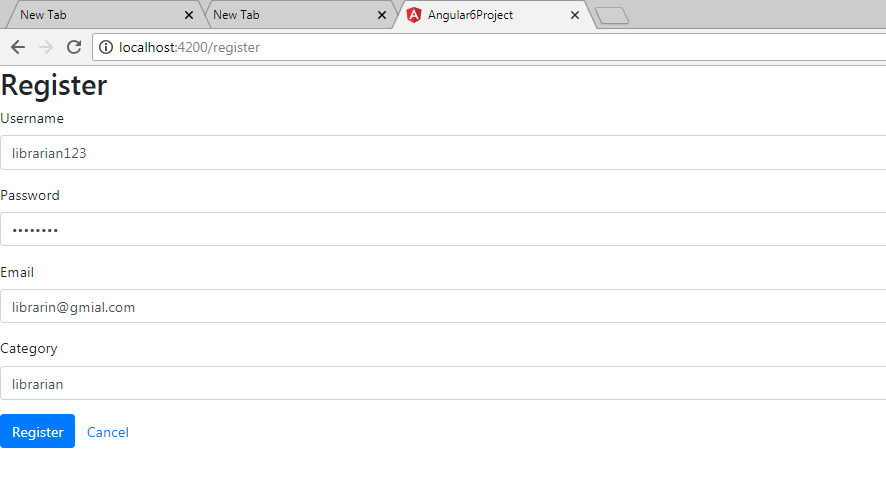 New Tab New Tab Angular6Project
localhost:4200/register
Register
Username
librarian123
Password
••••••••
Email
librarin@gmial.com
Category
librarian
Register Cancel